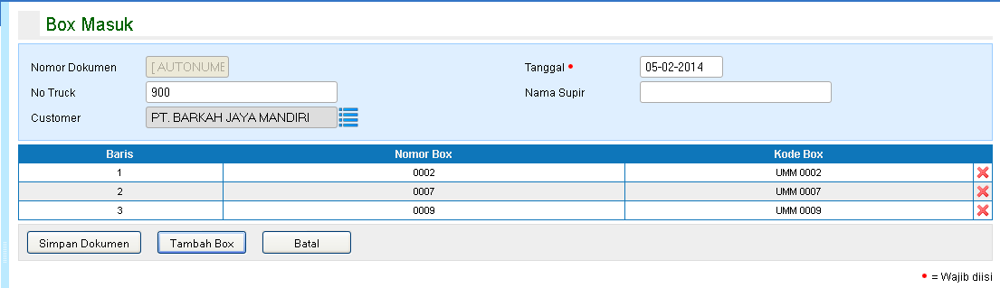 Box Masuk
Nomor Dokumen [ AUTONUME Tanggal • 05-02-2014
No Truck 900 Nama Supir
Customer PT. BARKAH JAYA MANDIRI
Baris Nomor Box Kode Box
1 0002 UMM 0002
2 0007 UMM 0007
3 0009 UMM 0009
Simpan Dokumen Tambah Box Batal
• = Wajib diisi